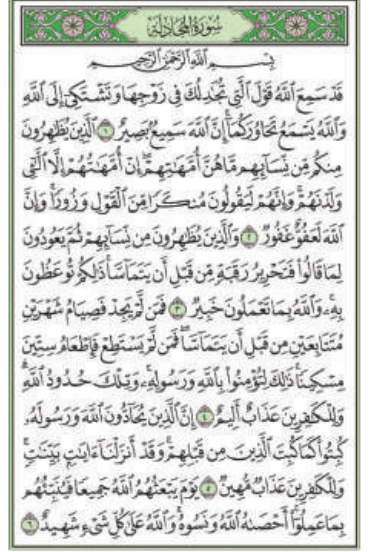 سُورَةُ الْمُجَادِلَةِ
بِسْمِ اللَّهِ الرَّحْمَٰنِ الرَّحِيمِ
قَدْ سَمِعَ اللَّهُ قَوْلَ الَّتِي تُجَادِلُكَ فِي زَوْجِهَا وَتَشْتَكِي إِلَى اللَّهِ
وَاللَّهُ يَسْمَعُ تَحَاوُرَكُمَا إِنَّ اللَّهَ سَمِيعٌ بَصِيرٌ ١ الَّذِينَ يُظَاهِرُونَ
مِنكُم مِّن نِّسَائِهِم مَّا هُنَّ أُمَّهَاتِهِمْ إِنْ أُمَّهَاتُهُمْ إِلَّا اللَّائِي
وَلَدْنَهُمْ وَإِنَّهُمْ لَيَقُولُونَ مُنكَرًا مِّنَ الْقَوْلِ وَزُورًا وَإِنَّ
اللَّهَ لَعَفُوٌّ غَفُورٌ ٢ وَالَّذِينَ يُظَاهِرُونَ مِن نِّسَائِهِمْ ثُمَّ يَعُودُونَ
لِمَا قَالُوا فَتَحْرِيرُ رَقَبَةٍ مِّن قَبْلِ أَن يَتَمَاسَّا ذَٰلِكُمْ تُوعَظُونَ
بِهِ وَاللَّهُ بِمَا تَعْمَلُونَ خَبِيرٌ ٣ فَمَن لَّمْ يَجِدْ فَصِيَامُ شَهْرَيْنِ
مُتَتَابِعَيْنِ مِن قَبْلِ أَن يَتَمَاسَّا فَمَن لَّمْ يَسْتَطِعْ فَإِطْعَامُ سِتِّينَ
مِسْكِينًا ذَٰلِكَ لِتُؤْمِنُوا بِاللَّهِ وَرَسُولِهِ وَتِلْكَ حُدُودُ اللَّهِ
وَلِلْكَافِرِينَ عَذَابٌ أَلِيمٌ ٤ إِنَّ الَّذِينَ يُحَادُّونَ اللَّهَ وَرَسُولَهُ
كُبِتُوا كَمَا كُبِتَ الَّذِينَ مِن قَبْلِهِمْ وَقَدْ أَنزَلْنَا آيَاتٍ بَيِّنَاتٍ
وَلِلْكَافِرِينَ عَذَابٌ مُّهِينٌ ٥ يَوْمَ يَبْعَثُهُمُ اللَّهُ جَمِيعًا فَيُنَبِّئُهُم
بِمَا عَمِلُوا أَحْصَاهُ اللَّهُ وَنَسُوهُ وَاللَّهُ عَلَىٰ كُلِّ شَيْءٍ شَهِيدٌ ٦